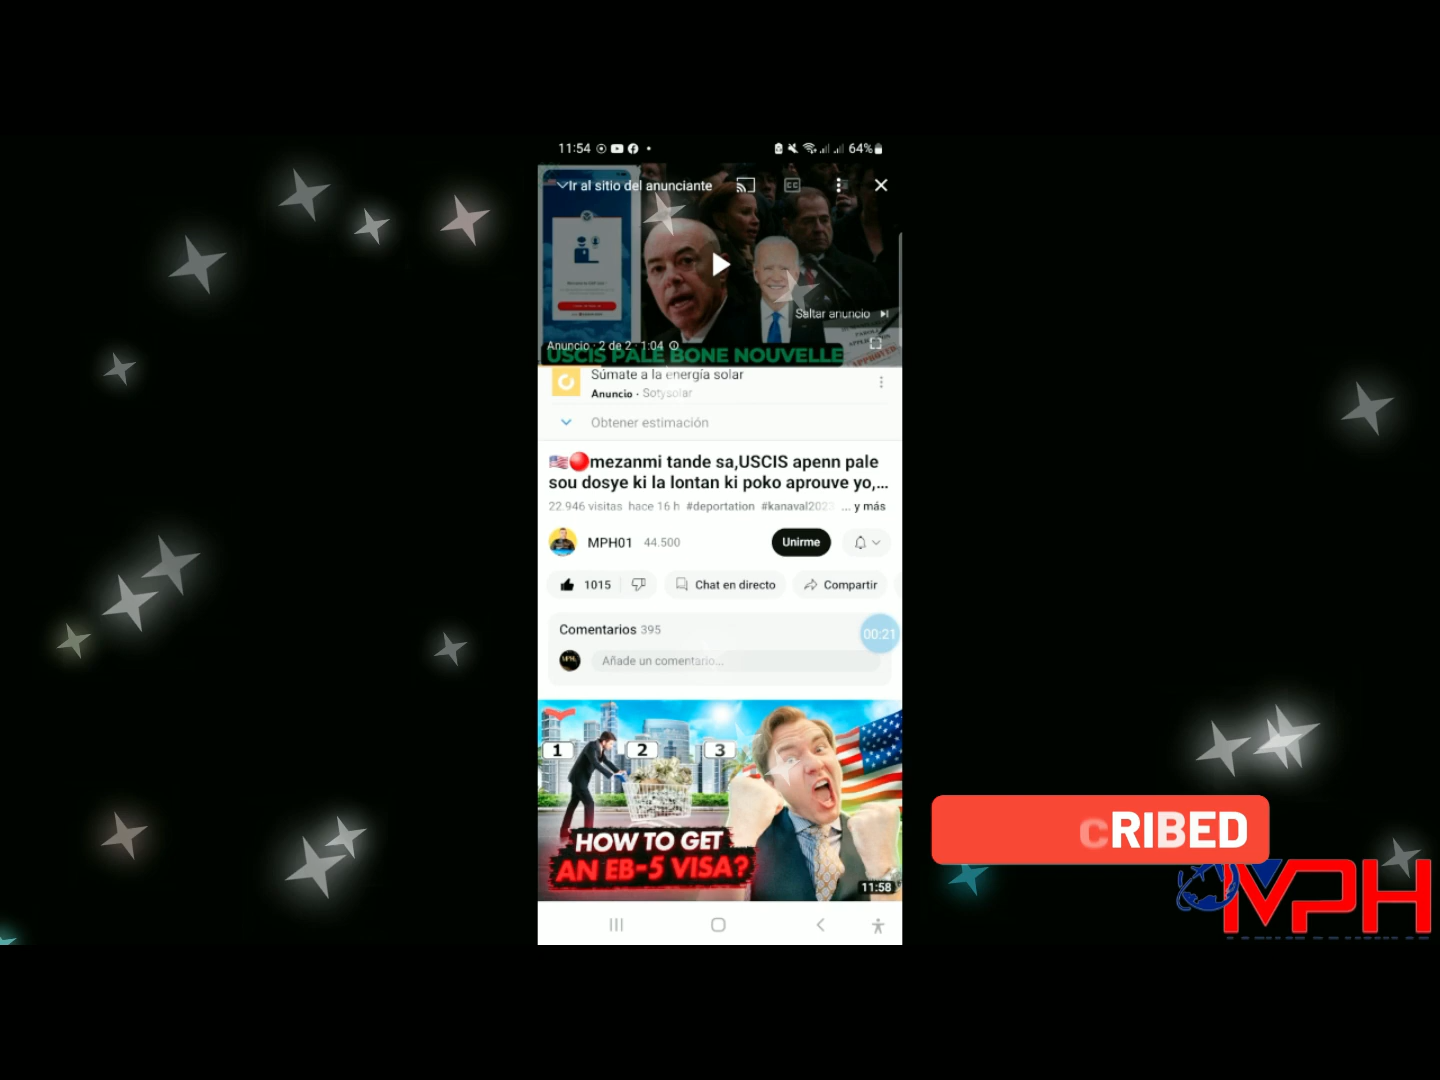 11:54
64%
Ir al sitio del anunciante
CC
Saltar anuncio
Anuncio · 2 de 2 · 1:04
USCIS PALE BONE NOUVELLE
APPROVED
Súmate a la energía solar
Anuncio · Sotysolar
Obtener estimación
mezanmi tande sa,USCIS apenn pale
sou dosye ki la lontan ki poko aprouve yo,...
22.946 visitas hace 16 h #deportation #kanaval2023 ... y más
MPH01 44.500
Unirme
1015
Chat en directo
Compartir
Comentarios 395
00:21
Añade un comentario...
1 2 3
HOW TO GET
AN EB-5 VISA?
11:58
CRIBED
MPH